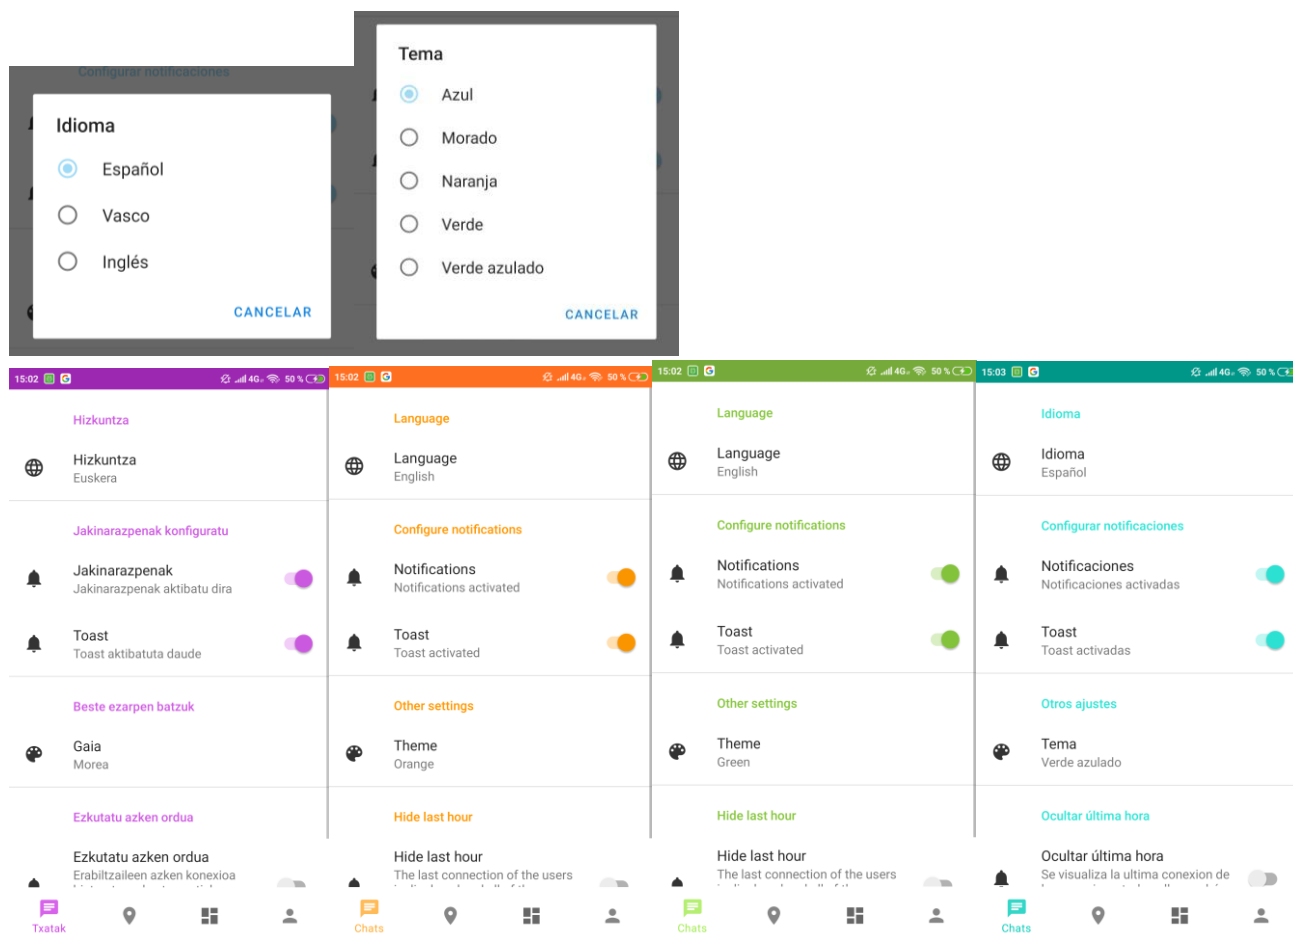 Configurar notificaciones
Idioma
Español
Vasco
Inglés
CANCELAR
Tema
Azul
Morado
Naranja
Verde
Verde azulado
CANCELAR
15:02 4G 50 %
Hizkuntza
Hizkuntza
Euskera
Jakinarazpenak konfiguratu
Jakinarazpenak
Jakinarazpenak aktibatu dira
Toast
Toast aktibatuta daude
Beste ezarpen batzuk
Gaia
Morea
Ezkutatu azken ordua
Ezkutatu azken ordua
Erabiltzaileen azken konexioa
Txatak
15:02 4G 50 %
Language
Language
English
Configure notifications
Notifications
Notifications activated
Toast
Toast activated
Other settings
Theme
Orange
Hide last hour
Hide last hour
The last connection of the users
Chats
15:02 4G 50 %
Language
Language
English
Configure notifications
Notifications
Notifications activated
Toast
Toast activated
Other settings
Theme
Green
Hide last hour
Hide last hour
The last connection of the users
Chats
15:03 4G 50 %
Idioma
Idioma
Español
Configurar notificaciones
Notificaciones
Notificaciones activadas
Toast
Toast activadas
Otros ajustes
Tema
Verde azulado
Ocultar última hora
Ocultar última hora
Se visualiza la ultima conexion de
Chats